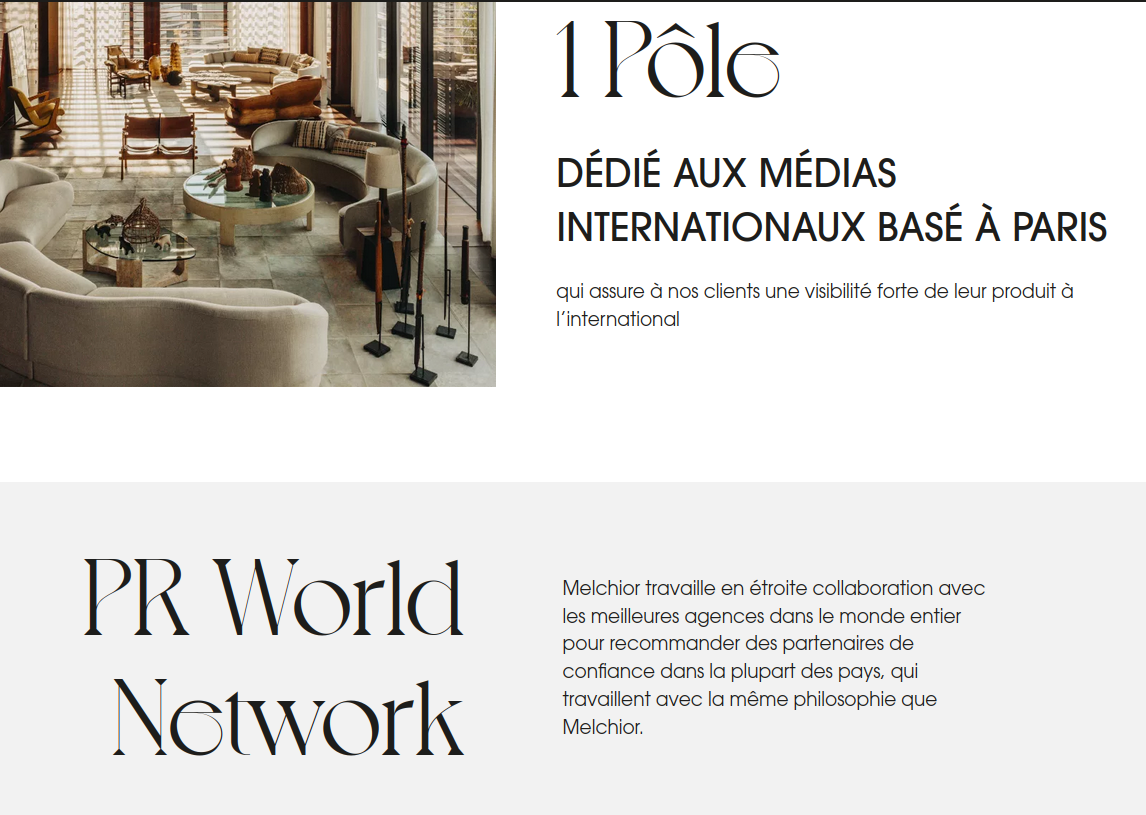 1 Pôle
DÉDIÉ AUX MÉDIAS
INTERNATIONAUX BASÉ À PARIS
qui assure à nos clients une visibilité forte de leur produit à
l’international
PR World
Network
Melchior travaille en étroite collaboration avec
les meilleures agences dans le monde entier
pour recommander des partenaires de
confiance dans la plupart des pays, qui
travaillent avec la même philosophie que
Melchior.